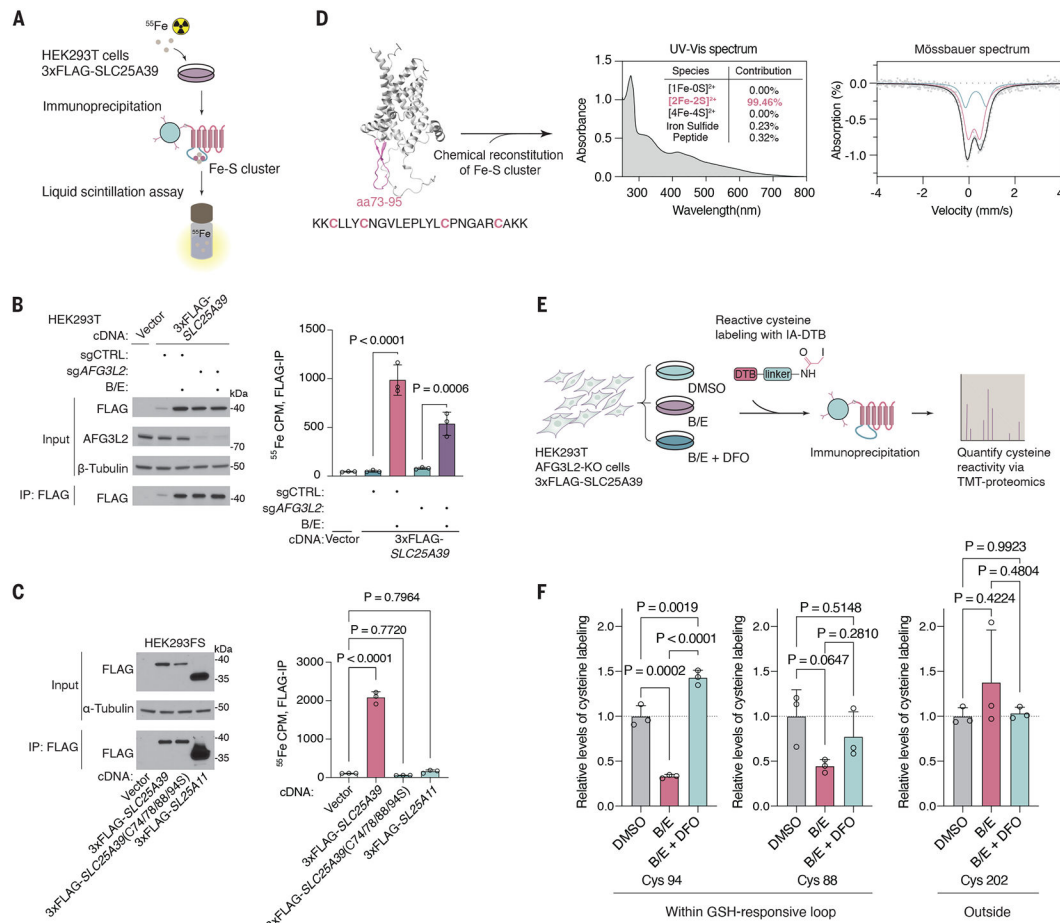 A
55Fe
HEK293T cells
3xFLAG-SLC25A39
Immunoprecipitation
Fe-S cluster
Liquid scintillation assay
55Fe
D
aa73-95
KKCLLYCNGVLEPLYLCPNGARCAKK
Chemical reconstitution
of Fe-S cluster
UV-Vis spectrum
Species Contribution
[1Fe-0S]2+ 0.00%
[2Fe-2S]2+ 99.46%
[4Fe-4S]2+ 0.00%
Iron Sulfide 0.23%
Peptide 0.32%
Absorbance
1.5
1.0
0.5
0.0
300 400 500 600 700 800
Wavelength(nm)
Mössbauer spectrum
Absorption (%)
0.0
-0.5
-1.0
-4 -2 0 2 4
Velocity (mm/s)
B
HEK293T
cDNA:
Vector
3xFLAG-
SLC25A39
sgCTRL:
sgAFG3L2:
B/E:
kDa
Input
FLAG
-40
AFG3L2
-70
β-Tubulin
-50
IP: FLAG
FLAG
-40
55Fe CPM, FLAG-IP
1500
1000
500
0
P < 0.0001
P = 0.0006
sgCTRL:
sgAFG3L2:
B/E:
cDNA: Vector
3xFLAG-
SLC25A39
E
HEK293T
AFG3L2-KO cells
3xFLAG-SLC25A39
DMSO
B/E
B/E + DFO
Reactive cysteine
labeling with IA-DTB
DTB
linker
NH
O
I
Immunoprecipitation
Quantify cysteine
reactivity via
TMT-proteomics
C
HEK293FS
kDa
Input
FLAG
-40
-35
α-Tubulin
-50
IP: FLAG
FLAG
-40
-35
cDNA:
Vector
3xFLAG-SLC25A39
3xFLAG-SLC25A39(C74/78/88/94S)
3xFLAG-SL25A11
55Fe CPM, FLAG-IP
3000
2000
1000
0
P = 0.7964
P = 0.7720
P < 0.0001
cDNA:
Vector
3xFLAG-SLC25A39
3xFLAG-SLC25A39(C74/78/88/94S)
3xFLAG-SL25A11
F
Relative levels of cysteine labeling
2.0
1.5
1.0
0.5
0.0
P = 0.0019
P < 0.0001
P = 0.0002
DMSO
B/E
B/E + DFO
Cys 94
Relative levels of cysteine labeling
2.0
1.5
1.0
0.5
0.0
P = 0.5148
P = 0.2810
P = 0.0647
DMSO
B/E
B/E + DFO
Cys 88
Within GSH-responsive loop
Relative levels of cysteine labeling
2.0
1.5
1.0
0.5
0.0
P = 0.9923
P = 0.4804
P = 0.4224
DMSO
B/E
B/E + DFO
Cys 202
Outside